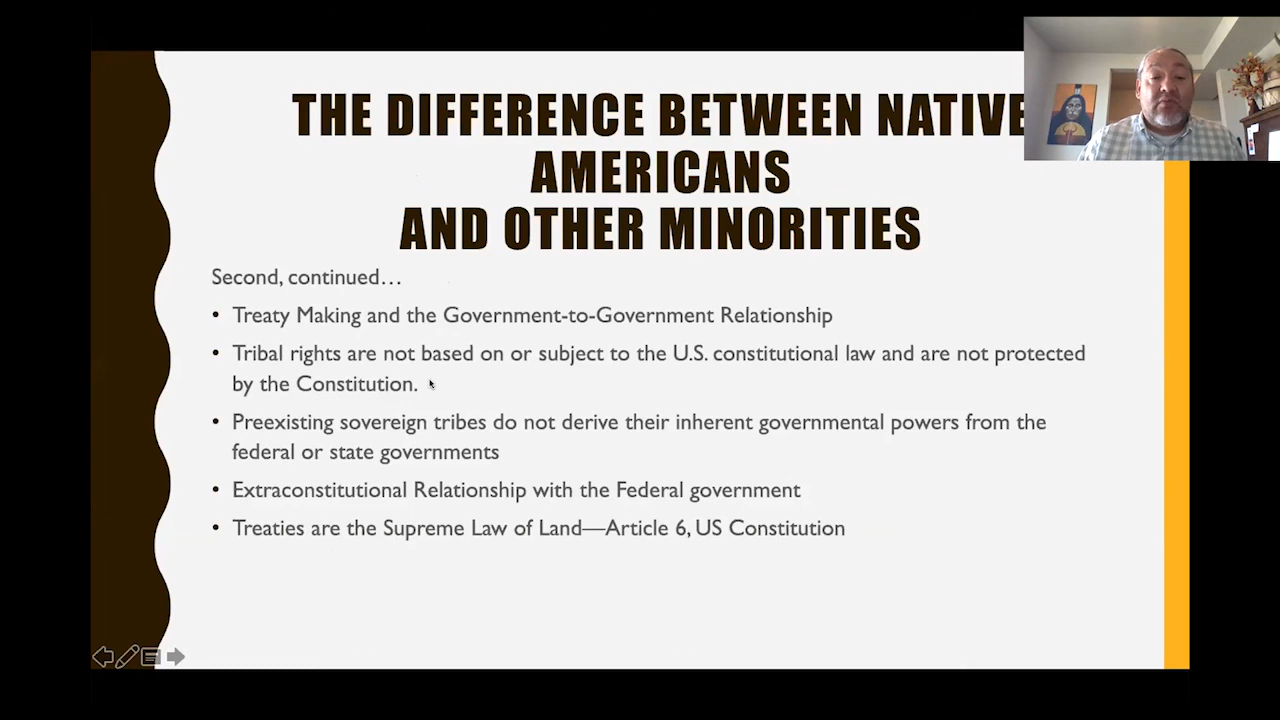 THE DIFFERENCE BETWEEN NATIVE
AMERICANS
AND OTHER MINORITIES
Second, continued…
• Treaty Making and the Government-to-Government Relationship
• Tribal rights are not based on or subject to the U.S. constitutional law and are not protected
by the Constitution.
• Preexisting sovereign tribes do not derive their inherent governmental powers from the
federal or state governments
• Extraconstitutional Relationship with the Federal government
• Treaties are the Supreme Law of Land—Article 6, US Constitution